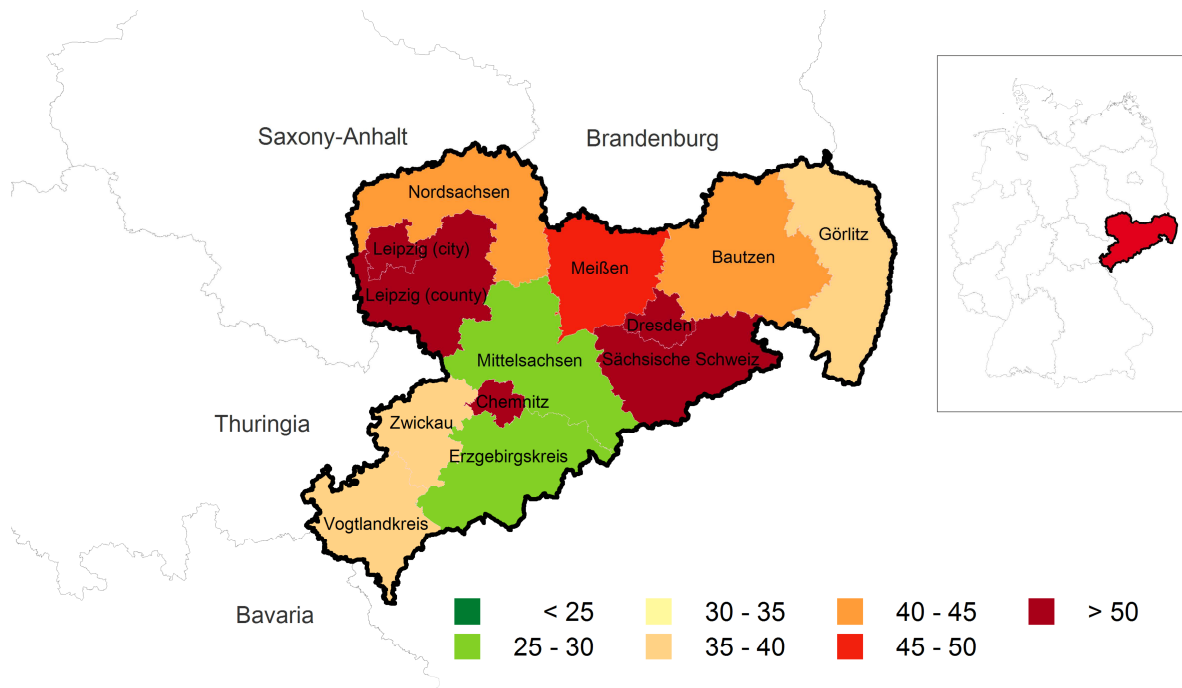 Saxony-Anhalt
Brandenburg
Nordsachsen
Görlitz
Leipzig (city)
Meißen
Bautzen
Leipzig (county)
Dresden
Mittelsachsen
Sächsische Schweiz
Chemnitz
Thuringia
Zwickau
Erzgebirgskreis
Vogtlandkreis
Bavaria
< 25
30 - 35
40 - 45
> 50
25 - 30
35 - 40
45 - 50